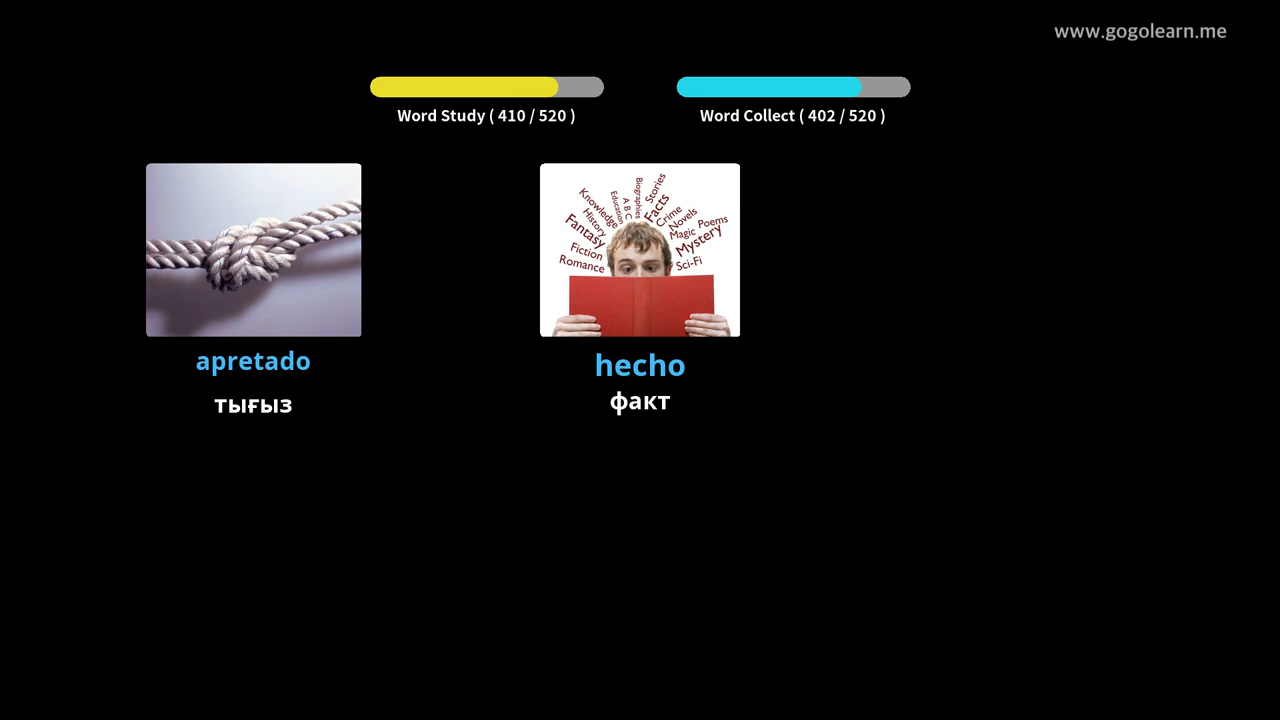 www.gogolearn.me
Word Study ( 410 / 520 )
Word Collect ( 402 / 520 )
Stories
Biographies
Facts
Knowledge
Education
A B C
Crime
History
Novels
Poems
Fantasy
Magic
Mystery
Fiction
Romance
Sci-Fi
apretado
тығыз
hecho
факт